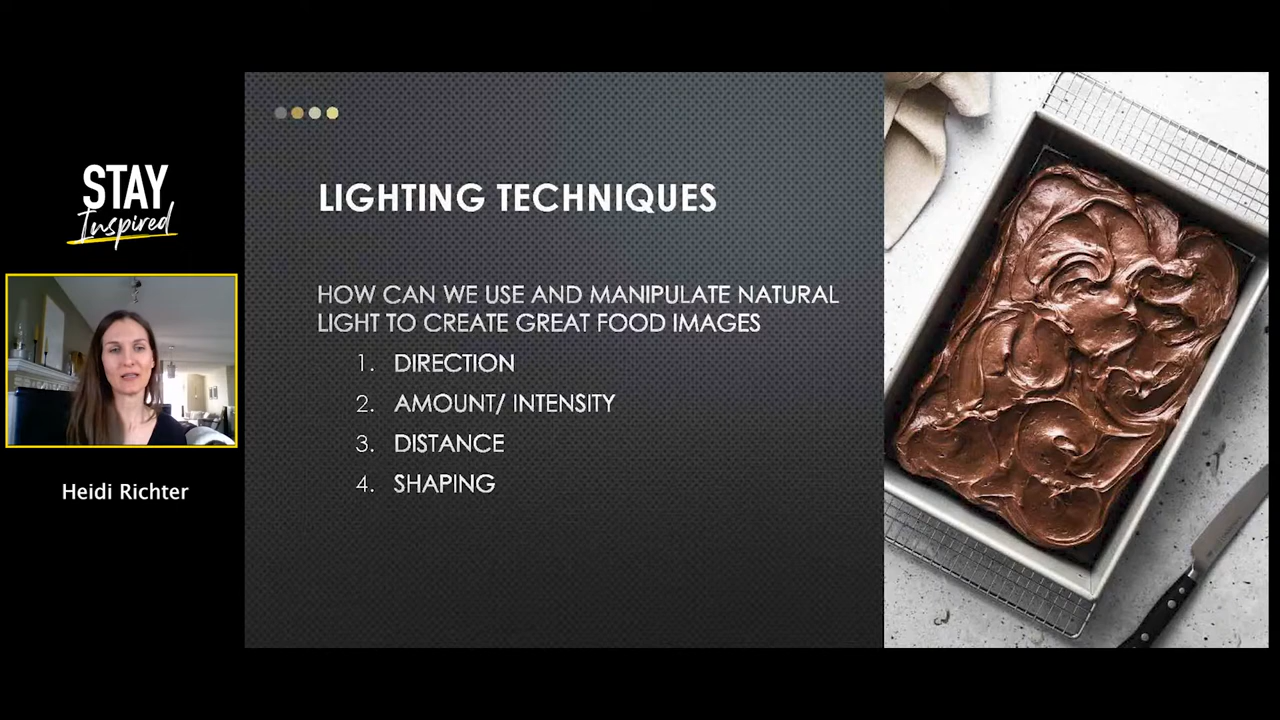 STAY
Inspired
Heidi Richter
LIGHTING TECHNIQUES
HOW CAN WE USE AND MANIPULATE NATURAL
LIGHT TO CREATE GREAT FOOD IMAGES
1. DIRECTION
2. AMOUNT/ INTENSITY
3. DISTANCE
4. SHAPING